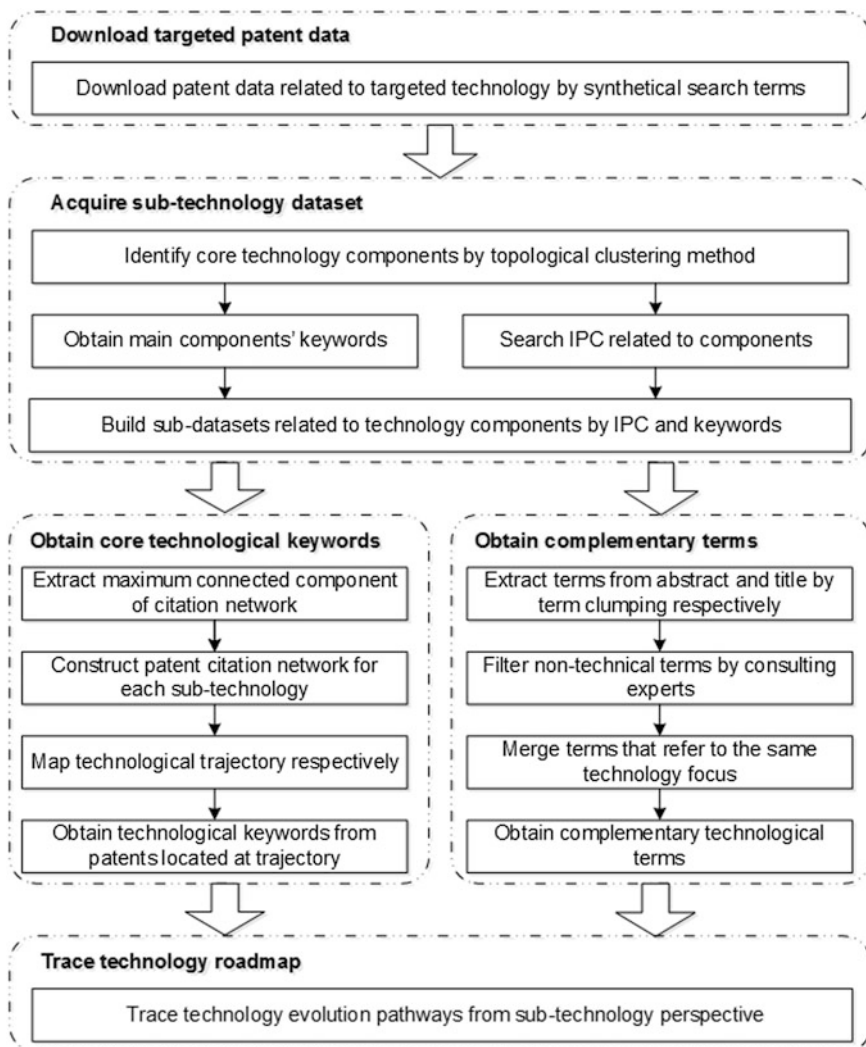 Download targeted patent data
Download patent data related to targeted technology by synthetical search terms
Acquire sub-technology dataset
Identify core technology components by topological clustering method
Obtain main components' keywords
Search IPC related to components
Build sub-datasets related to technology components by IPC and keywords
Obtain core technological keywords
Extract maximum connected component
of citation network
Construct patent citation network for
each sub-technology
Map technological trajectory respectively
Obtain technological keywords from
patents located at trajectory
Obtain complementary terms
Extract terms from abstract and title by
term clumping respectively
Filter non-technical terms by consulting
experts
Merge terms that refer to the same
technology focus
Obtain complementary technological
terms
Trace technology roadmap
Trace technology evolution pathways from sub-technology perspective